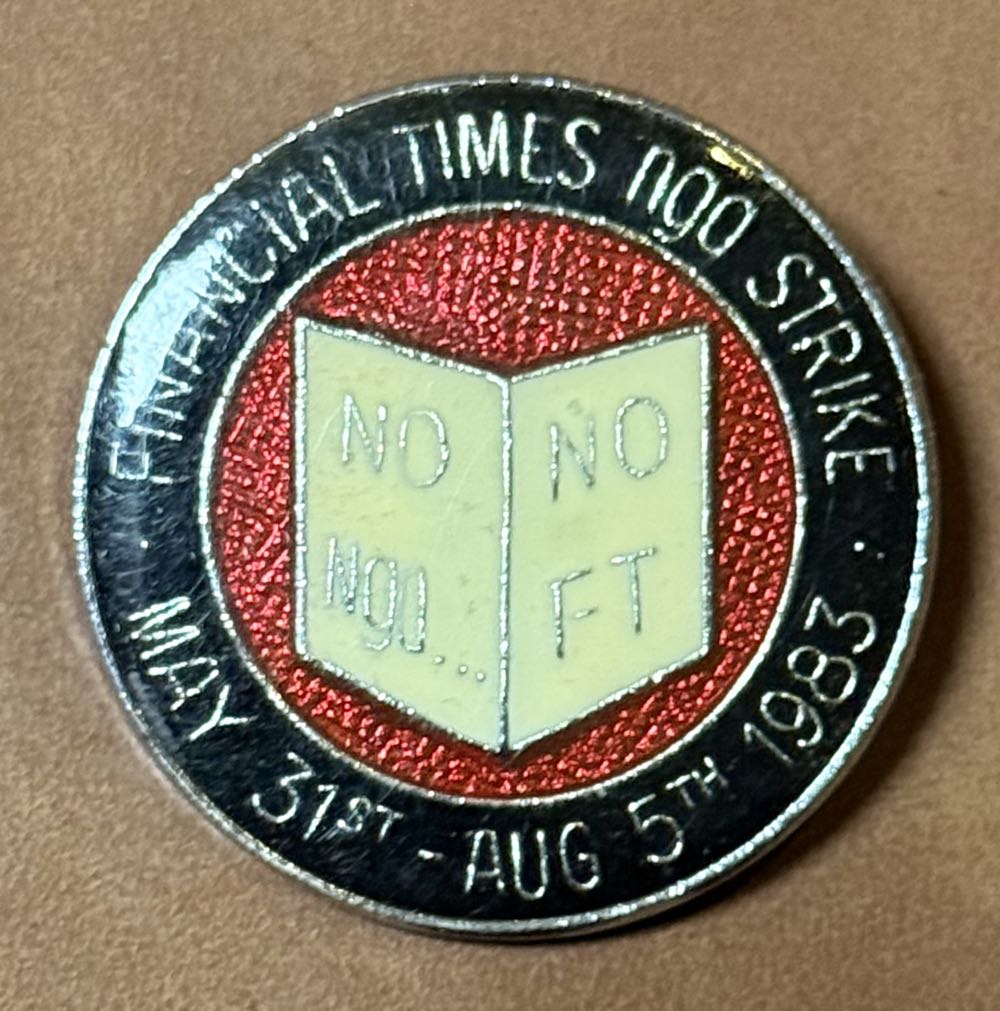 FINANCIAL TIMES nga STRIKE
NO
nga...
NO
FT
MAY 31ST - AUG 5TH 1983